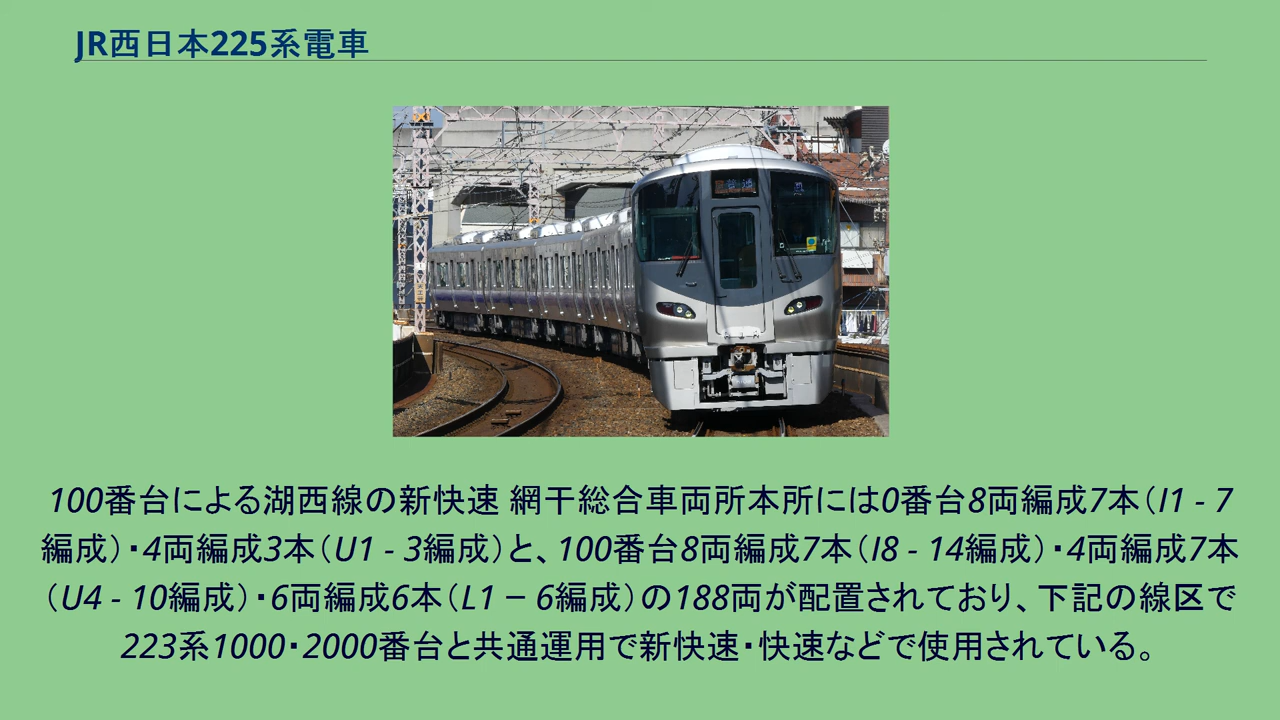 JR西日本225系電車
100番台による湖西線の新快速 網干総合車両所本所には0番台8両編成7本（I1 - 7
編成）・4両編成3本（U1 - 3編成）と、100番台8両編成7本（I8 - 14編成）・4両編成7本
（U4 - 10編成）・6両編成6本（L1 − 6編成）の188両が配置されており、下記の線区で
223系1000・2000番台と共通運用で新快速・快速などで使用されている。